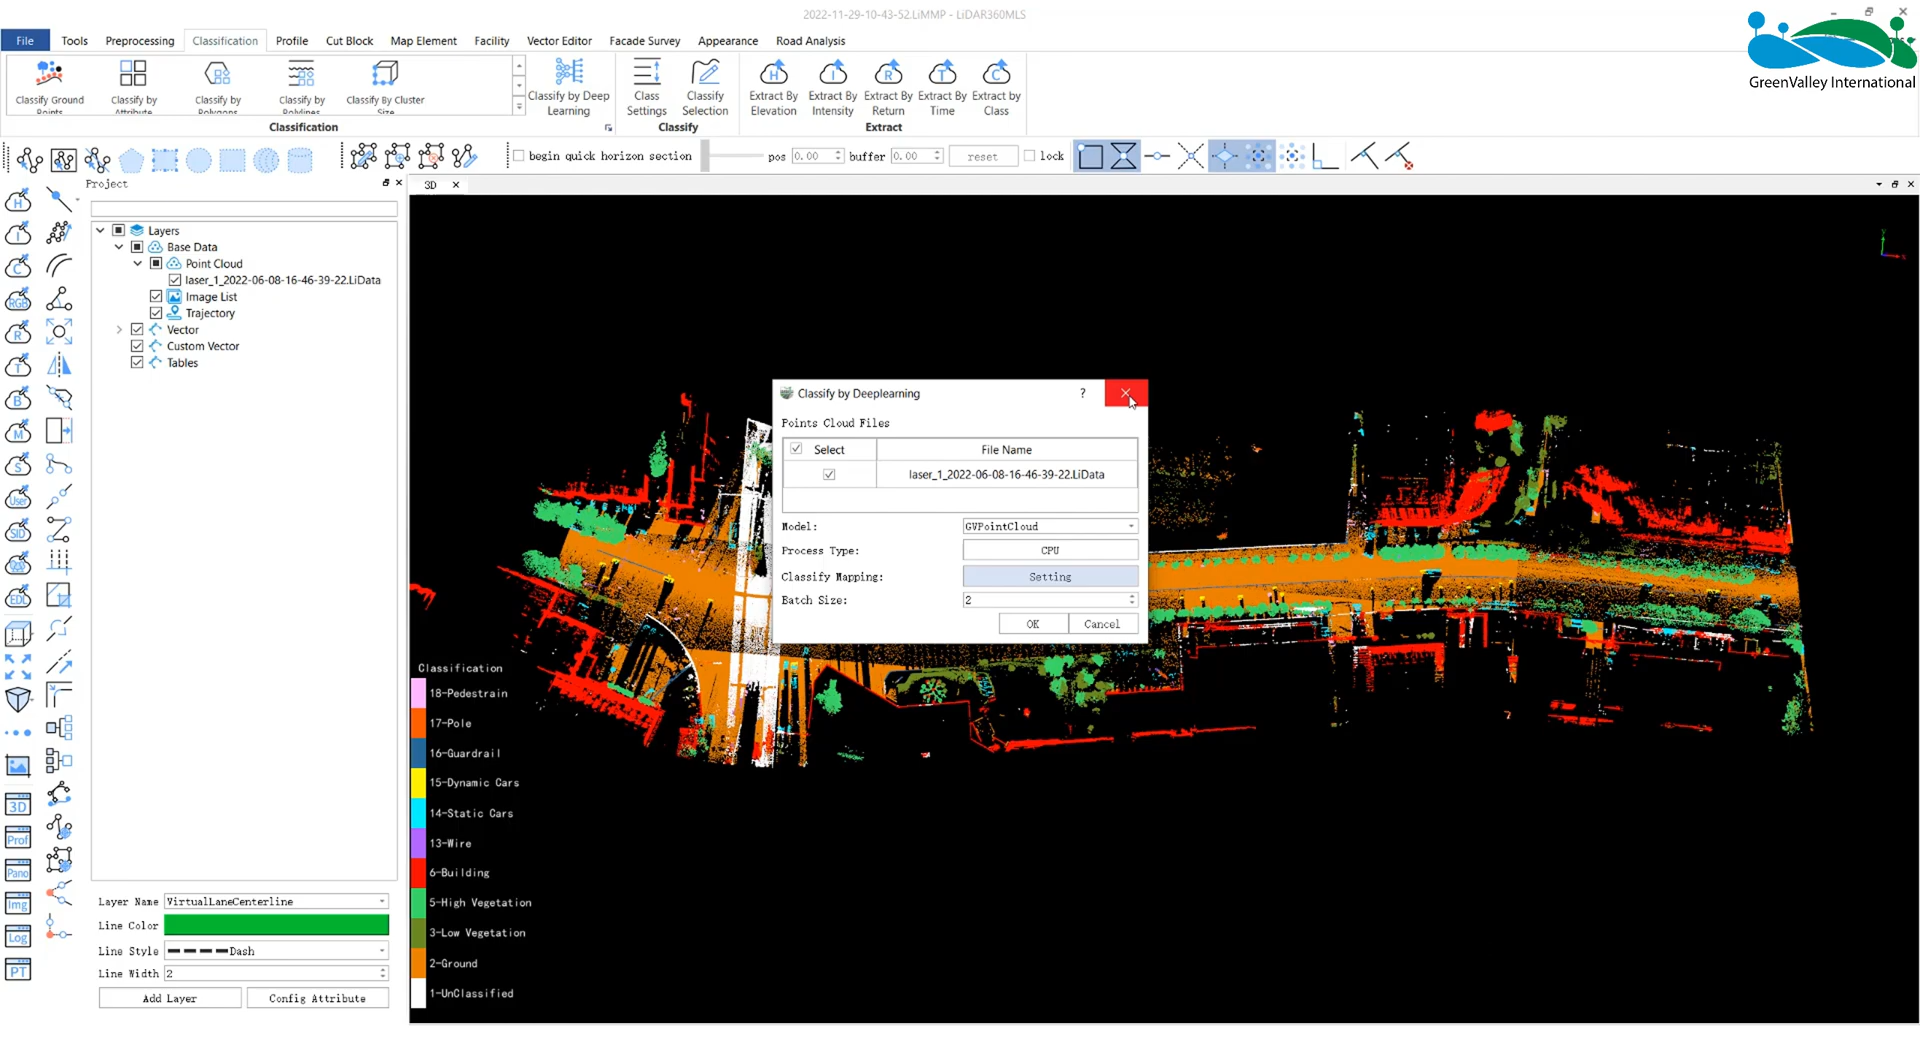 2022-11-29-10-43-52.LiMMP - LiDAR360MLS
GreenValley International
File Tools Preprocessing Classification Profile Cut Block Map Element Facility Vector Editor Facade Survey Appearance Road Analysis
Classify Ground Points
Classify by Attribute
Classify by Polygons
Classify by Polylines
Classify By Cluster Size
Classify by Deep Learning
Class Settings
Classify Selection
Extract By Elevation
Extract By Intensity
Extract By Return
Extract By Time
Extract by Class
Classification Classify Extract
begin quick horizon section pos 0.00 buffer 0.00 reset lock
Project
3D
Layers
Base Data
Point Cloud
laser_1_2022-06-08-16-46-39-22.LiData
Image List
Trajectory
Vector
Custom Vector
Tables
H
I
C
RGB
R
T
B
M
S
User
SID
EDL
3D
Prof
Pano
Img
Log
PT
Layer Name VirtualLaneCenterline
Line Color
Line Style Dash
Line Width 2
Add Layer Config Attribute
Classify by Deeplearning ?
Points Cloud Files
Select File Name
laser_1_2022-06-08-16-46-39-22.LiData
Model: GVPointCloud
Process Type: CPU
Classify Mapping: Setting
Batch Size: 2
OK Cancel
Classification
18-Pedestrain
17-Pole
16-Guardrail
15-Dynamic Cars
14-Static Cars
13-Wire
6-Building
5-High Vegetation
3-Low Vegetation
2-Ground
1-UnClassified